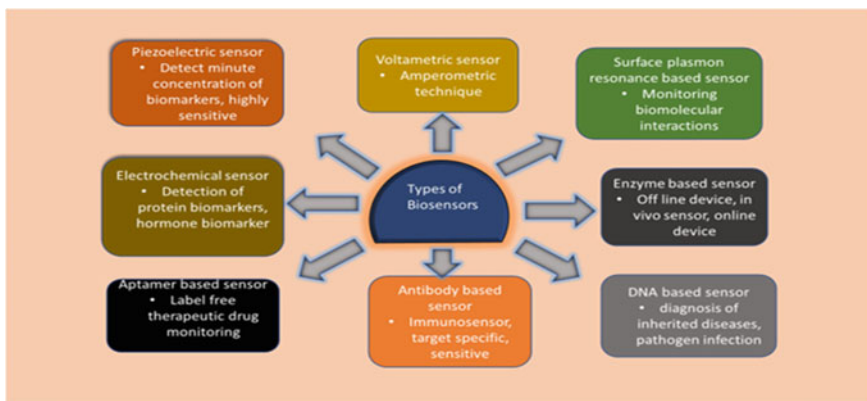 Piezoelectric sensor
• Detect minute
concentration of
biomarkers, highly
sensitive
Voltametric sensor
• Amperometric
technique
Surface plasmon
resonance based sensor
• Monitoring
biomolecular
interactions
Electrochemical sensor
• Detection of
protein biomarkers,
hormone biomarker
Types of
Biosensors
Enzyme based sensor
• Off line device, in
vivo sensor, online
device
Aptamer based sensor
• Label free
therapeutic drug
monitoring
Antibody based
sensor
• Immunosensor,
target specific,
sensitive
DNA based sensor
• diagnosis of
inherited diseases,
pathogen infection